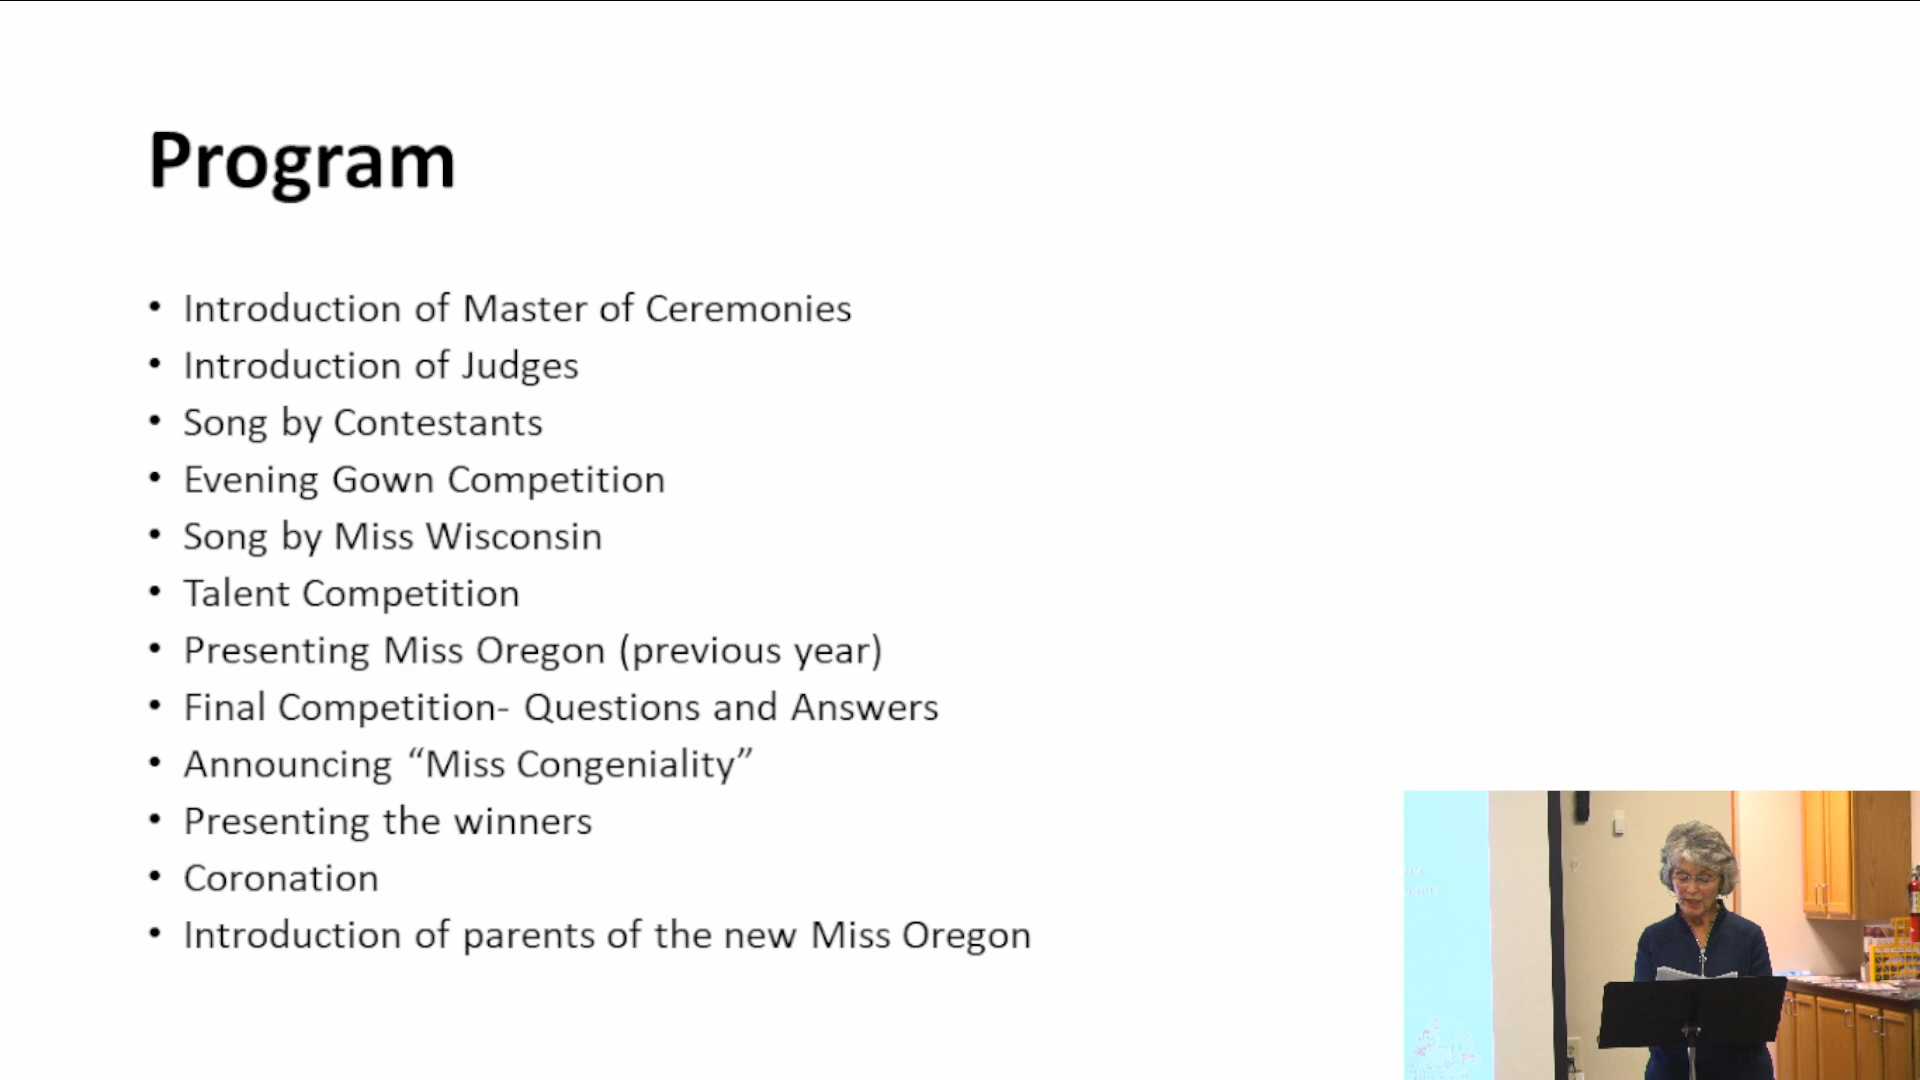 Program
• Introduction of Master of Ceremonies
• Introduction of Judges
• Song by Contestants
• Evening Gown Competition
• Song by Miss Wisconsin
• Talent Competition
• Presenting Miss Oregon (previous year)
• Final Competition- Questions and Answers
• Announcing “Miss Congeniality”
• Presenting the winners
• Coronation
• Introduction of parents of the new Miss Oregon